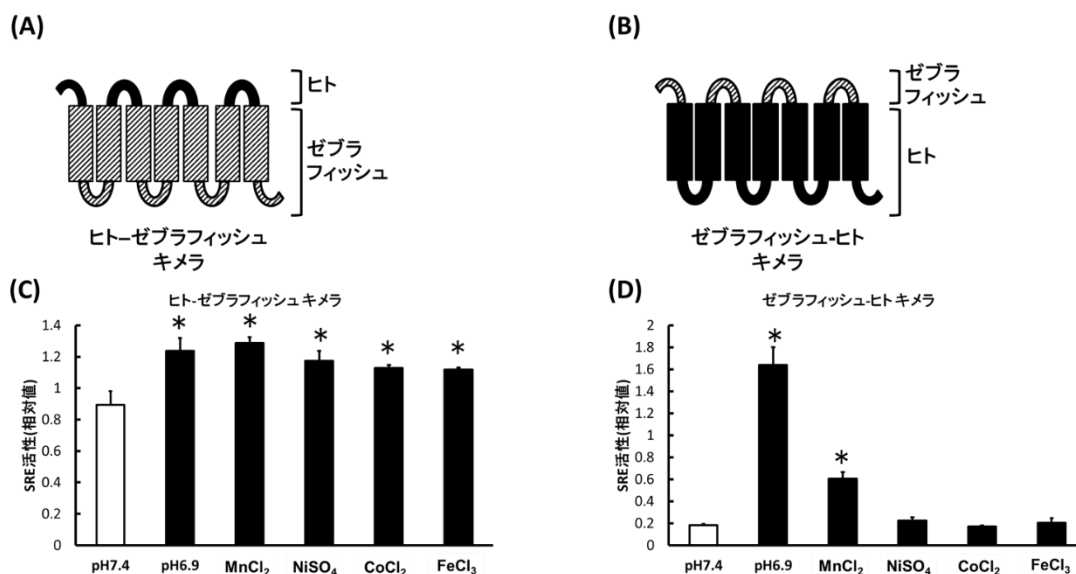 (A)
ヒト
ゼブラ
フィッシュ
ヒト–ゼブラフィッシュ
キメラ
(B)
ゼブラ
フィッシュ
ヒト
ゼブラフィッシュ-ヒト
キメラ
(C)
ヒト-ゼブラフィッシュ キメラ
SRE活性(相対値)
1.4
1.2
1
0.8
0.6
0.4
0.2
0
* * * * *
pH7.4 pH6.9 MnCl₂ NiSO₄ CoCl₂ FeCl₃
(D)
ゼブラフィッシュ-ヒト キメラ
SRE活性(相対値)
2
1.8
1.6
1.4
1.2
1
0.8
0.6
0.4
0.2
0
* *
pH7.4 pH6.9 MnCl₂ NiSO₄ CoCl₂ FeCl₃